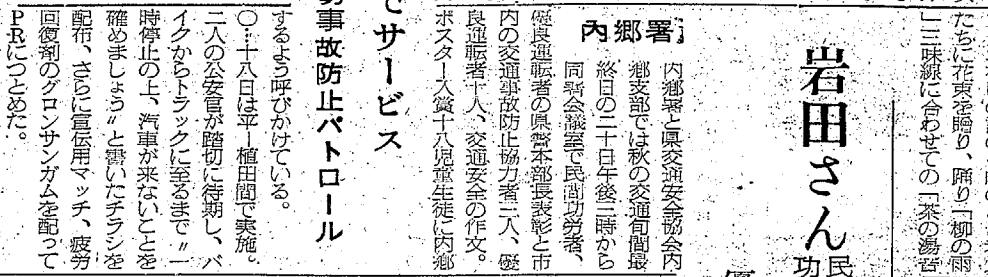 たちに花束を贈り、踊り「柳の雨
」三味線に合わせての「茶の湯音
岩田さん
民
功
内郷署
内郷署と県交通安全協会内
郷支部では秋の交通旬間最
終日の二十日午後三時から
同署会議室で民間功労者、
優良運転者の県警本部長表彰と市
内の交通事故防止協力者三人、優
良運転者十人、交通安全の作文。
ポスター入賞十八児童生徒に内郷
でサービス
事故防止パトロール
するよう呼びかけている。
○…十八日は平―植田間で実施。
二人の公安官が踏切に待期し、バ
イクからトラックに至るまで〃一
時停止の上、汽車が来ないことを
確めましょう〃と書いたチラシを
配布、さらに宣伝用マッチ、疲労
回復剤のグロンサンガムを配って
PRにつとめた。